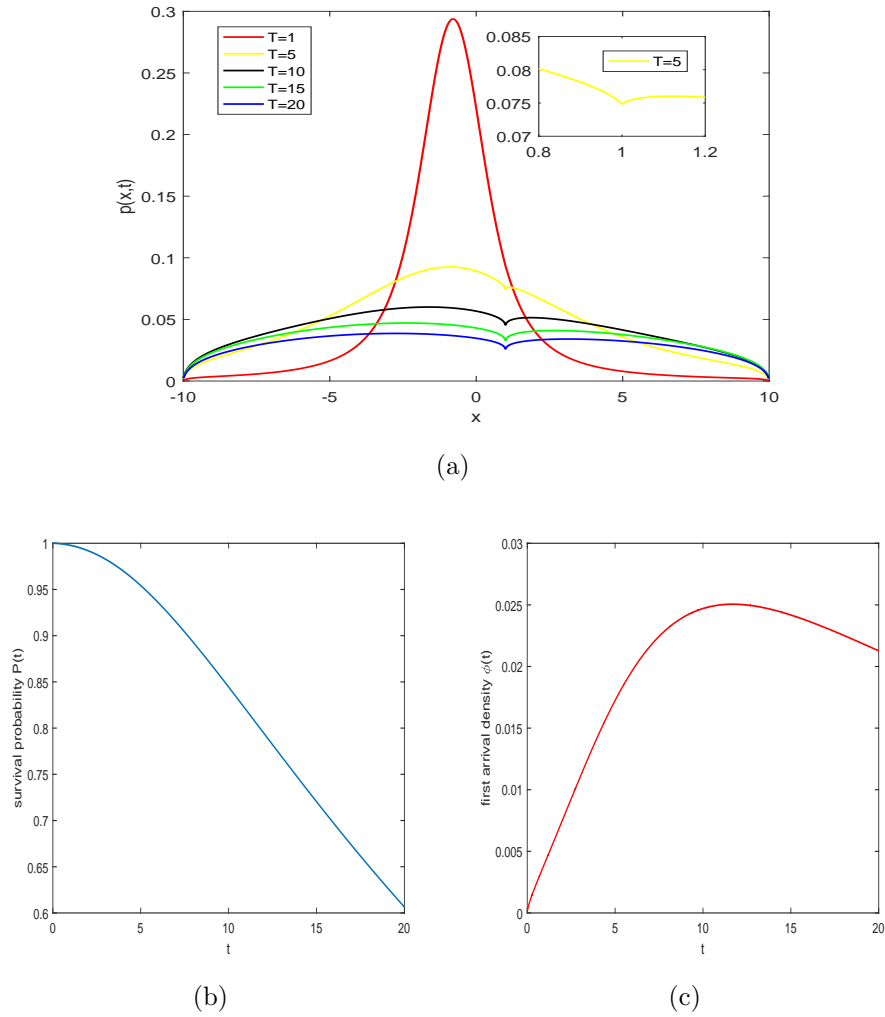 0.3
0.25
0.2
0.15
0.1
0.05
0
p(x,t)
-10 -5 0 5 10
x
T=1
T=5
T=10
T=15
T=20
0.085
0.08
0.075
0.07
0.8 1 1.2
T=5
(a)
1
0.95
0.9
0.85
0.8
0.75
0.7
0.65
0.6
survival probability P(t)
0 5 10 15 20
t
(b)
0.03
0.025
0.02
0.015
0.01
0.005
0
first arrival density ϕ(t)
0 5 10 15 20
t
(c)